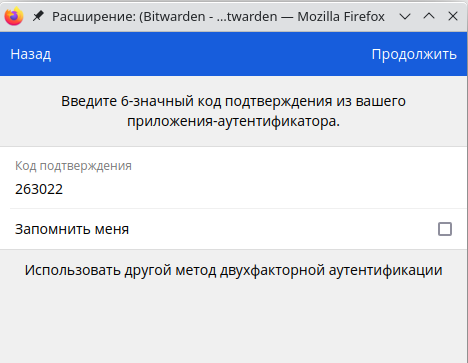 Расширение: (Bitwarden - ...twarden — Mozilla Firefox
Назад
Продолжить
Введите 6-значный код подтверждения из вашего
приложения-аутентификатора.
Код подтверждения
263022
Запомнить меня
Использовать другой метод двухфакторной аутентификации